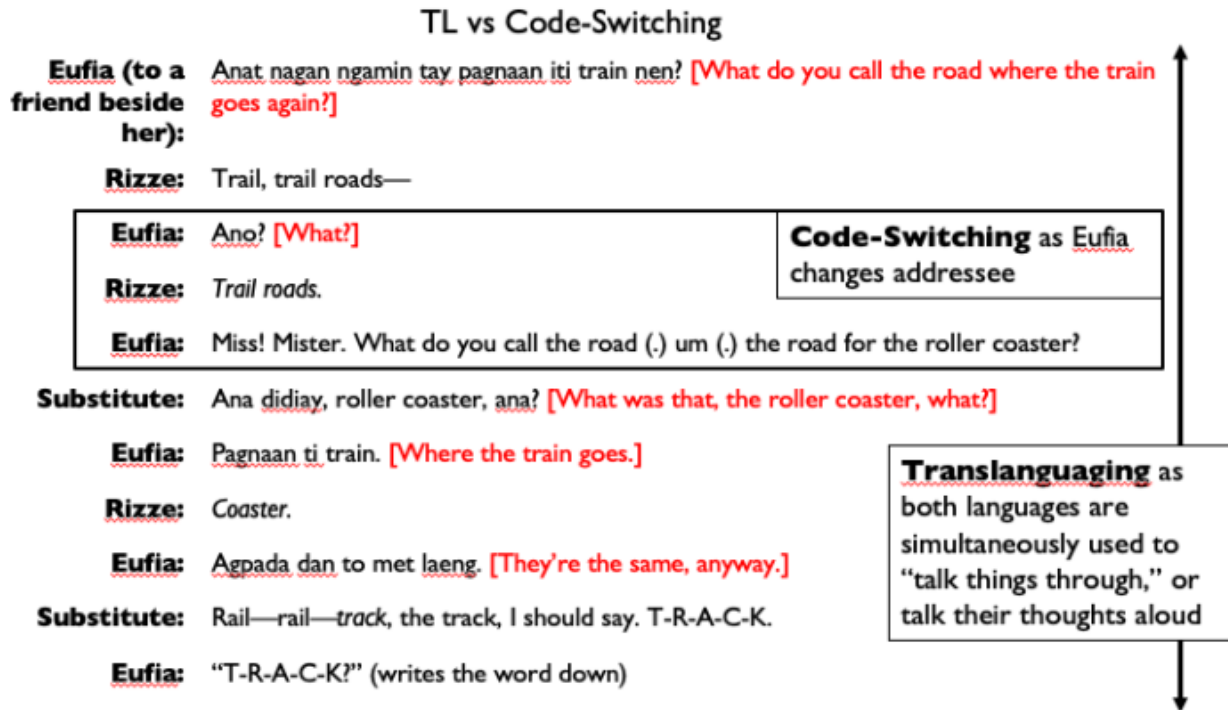 TL vs Code-Switching
Eufia (to a friend beside her): Anat nagan ngamin tay pagnaan iti train nen? [What do you call the road where the train goes again?]
Rizze: Trail, trail roads—
Eufia: Ano? [What?]
Code-Switching as Eufia changes addressee
Rizze: Trail roads.
Eufia: Miss! Mister. What do you call the road (.) um (.) the road for the roller coaster?
Substitute: Ana didiay, roller coaster, ana? [What was that, the roller coaster, what?]
Eufia: Pagnaan ti train. [Where the train goes.]
Rizze: Coaster.
Eufia: Agpada dan to met laeng. [They're the same, anyway.]
Substitute: Rail—rail—track, the track, I should say. T-R-A-C-K.
Eufia: “T-R-A-C-K?” (writes the word down)
Translanguaging as
both languages are
simultaneously used to
“talk things through,” or
talk their thoughts aloud